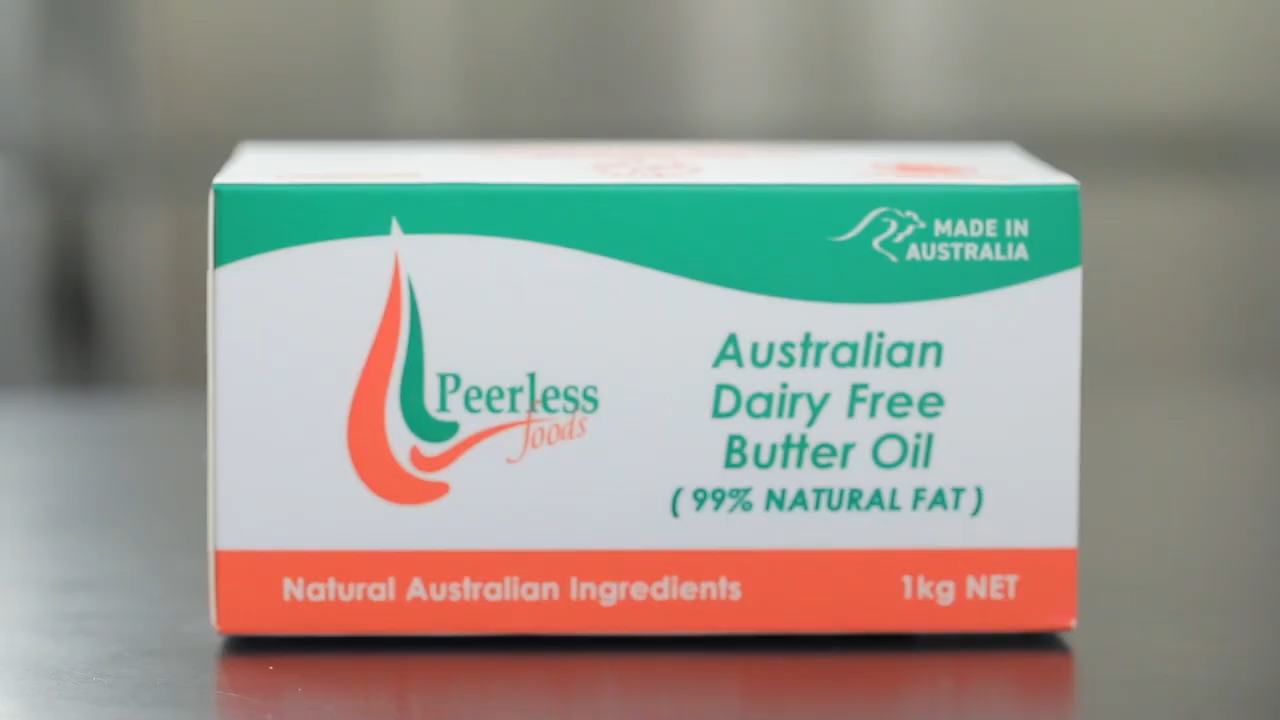 MADE IN
AUSTRALIA
Peerless
foods
Australian
Dairy Free
Butter Oil
( 99% NATURAL FAT )
Natural Australian Ingredients
1kg NET